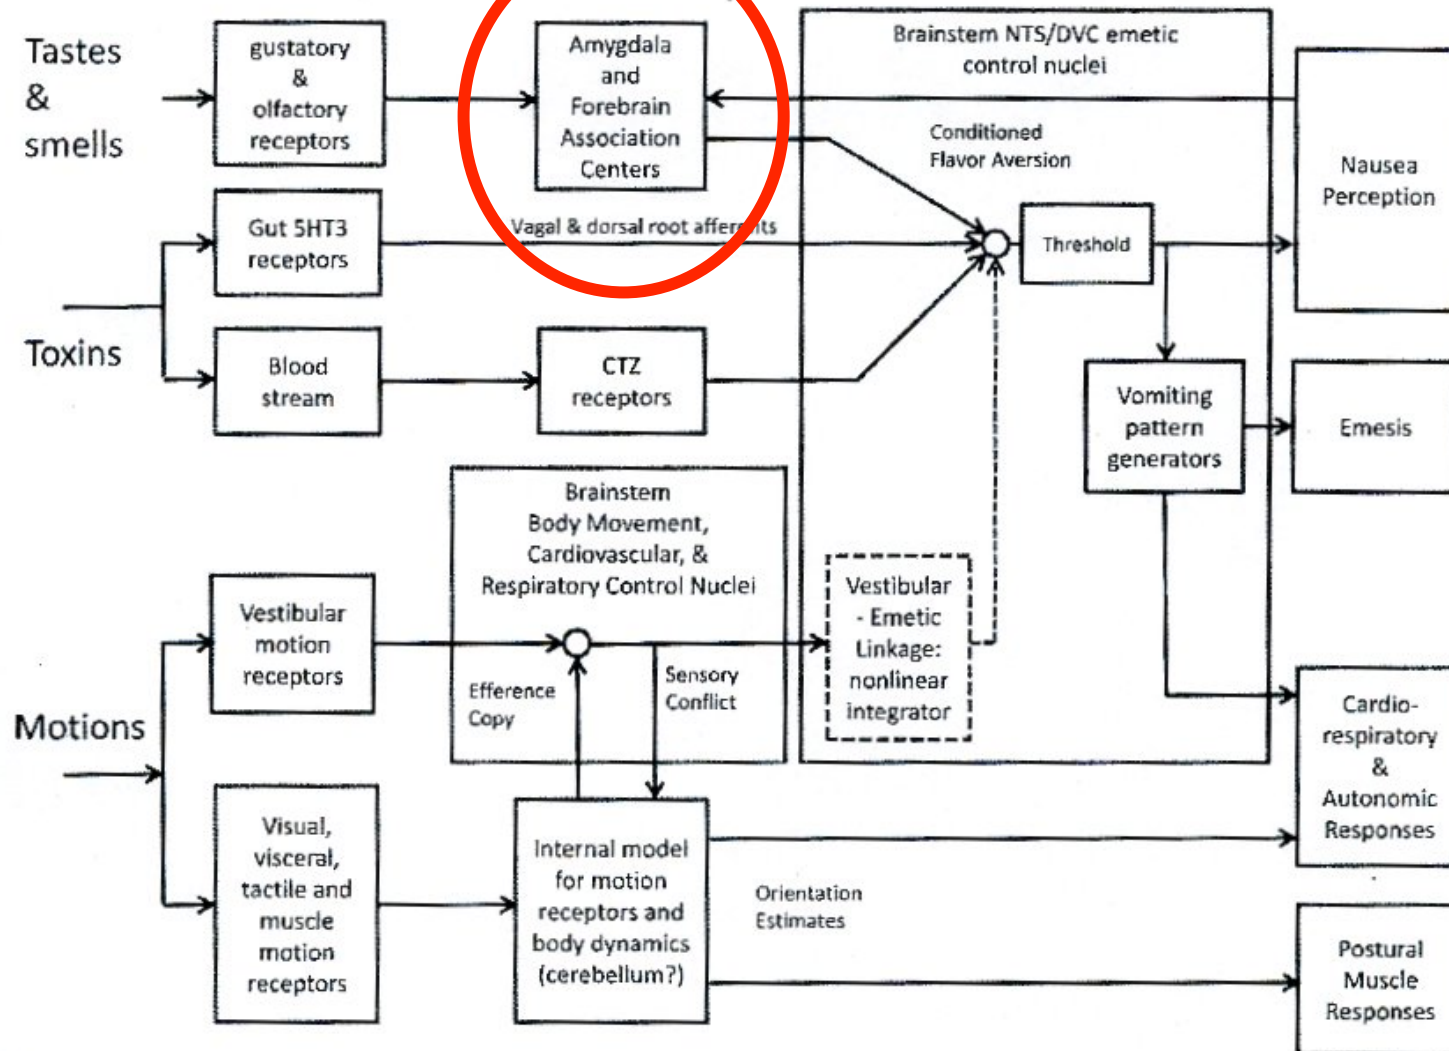 Tastes
&
smells
gustatory
&
olfactory
receptors
Amygdala
and
Forebrain
Association
Centers
Brainstem NTS/DVC emetic
control nuclei
Conditioned
Flavor Aversion
Nausea
Perception
Gut 5HT3
receptors
Vagal & dorsal root afferents
Threshold
Toxins
Blood
stream
CTZ
receptors
Vomiting
pattern
generators
Emesis
Brainstem
Body Movement,
Cardiovascular, &
Respiratory Control Nuclei
Vestibular
motion
receptors
Efference
Copy
Sensory
Conflict
Vestibular
- Emetic
Linkage:
nonlinear
integrator
Motions
Cardio-
respiratory
&
Autonomic
Responses
Visual,
visceral,
tactile and
muscle
motion
receptors
Internal model
for motion
receptors and
body dynamics
(cerebellum?)
Orientation
Estimates
Postural
Muscle
Responses